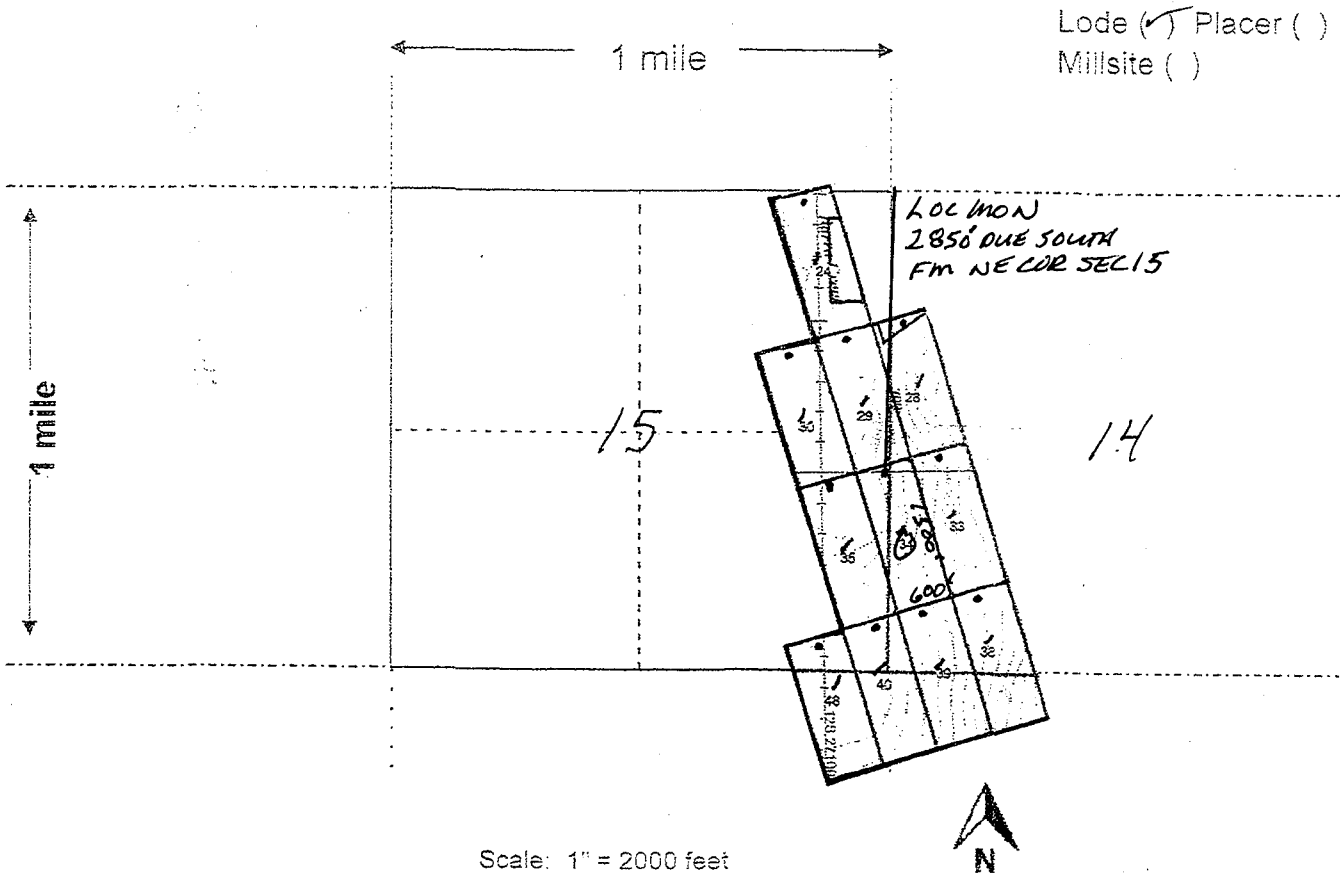 Lode (✓) Placer ( )
Millsite ( )
1 mile
LOC MON
2850' DUE SOUTH
FM NE COR SEC 15
24
1 mile
15
14
30
29
28
35
34
33
600'
48
40
39
38
Scale: 1" = 2000 feet
N